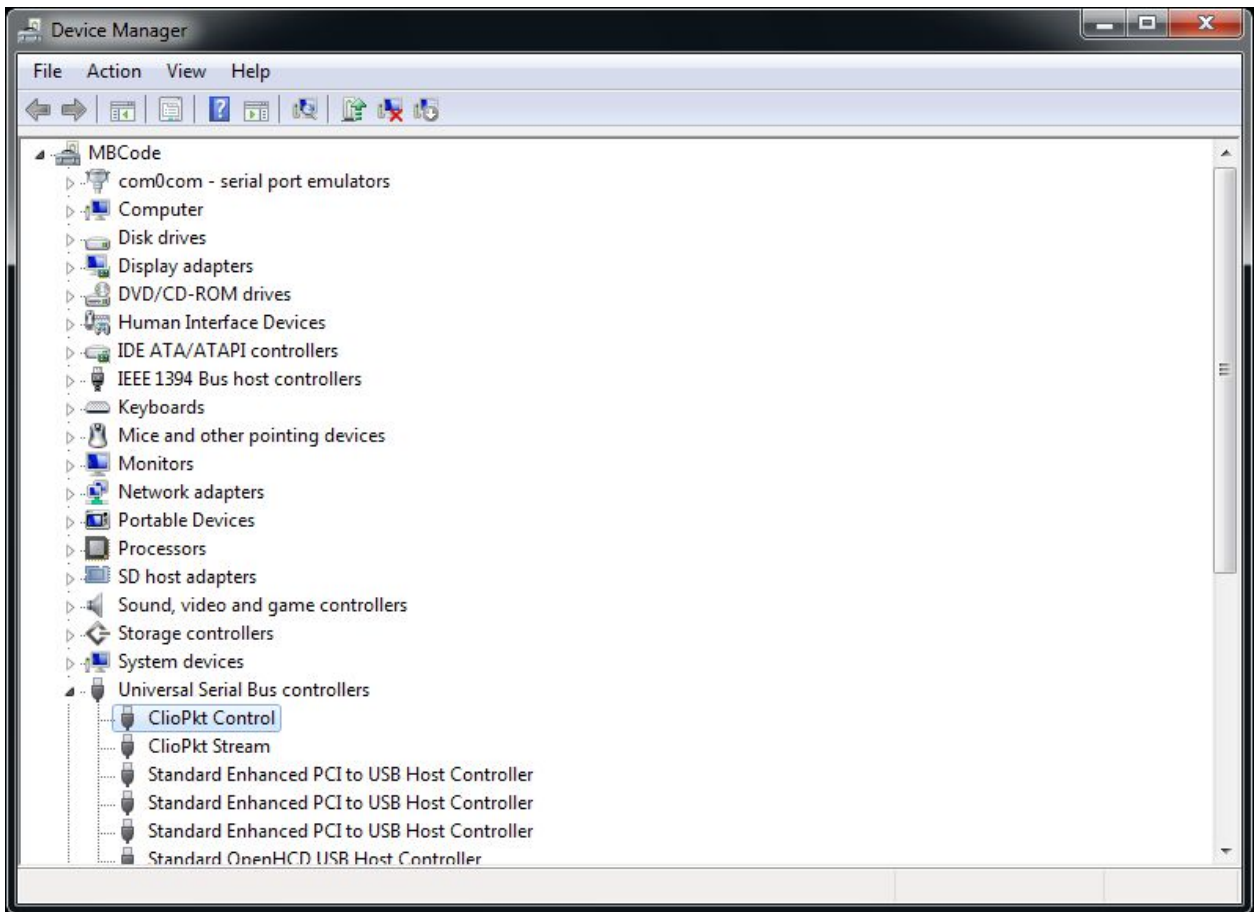 Device Manager
File Action View Help
MBCode
com0com - serial port emulators
Computer
Disk drives
Display adapters
DVD/CD-ROM drives
Human Interface Devices
IDE ATA/ATAPI controllers
IEEE 1394 Bus host controllers
Keyboards
Mice and other pointing devices
Monitors
Network adapters
Portable Devices
Processors
SD host adapters
Sound, video and game controllers
Storage controllers
System devices
Universal Serial Bus controllers
ClioPkt Control
ClioPkt Stream
Standard Enhanced PCI to USB Host Controller
Standard Enhanced PCI to USB Host Controller
Standard Enhanced PCI to USB Host Controller
Standard OpenHCD USB Host Controller